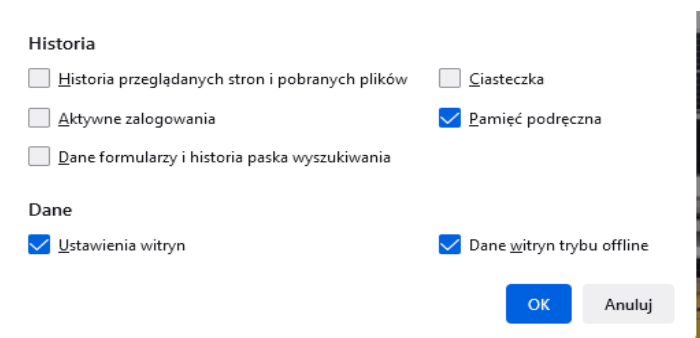 Historia
Historia przeglądanych stron i pobranych plików
Ciasteczka
Aktywne zalogowania
Pamięć podręczna
Dane formularzy i historia paska wyszukiwania
Dane
Ustawienia witryn
Dane witryn trybu offline
OK
Anuluj